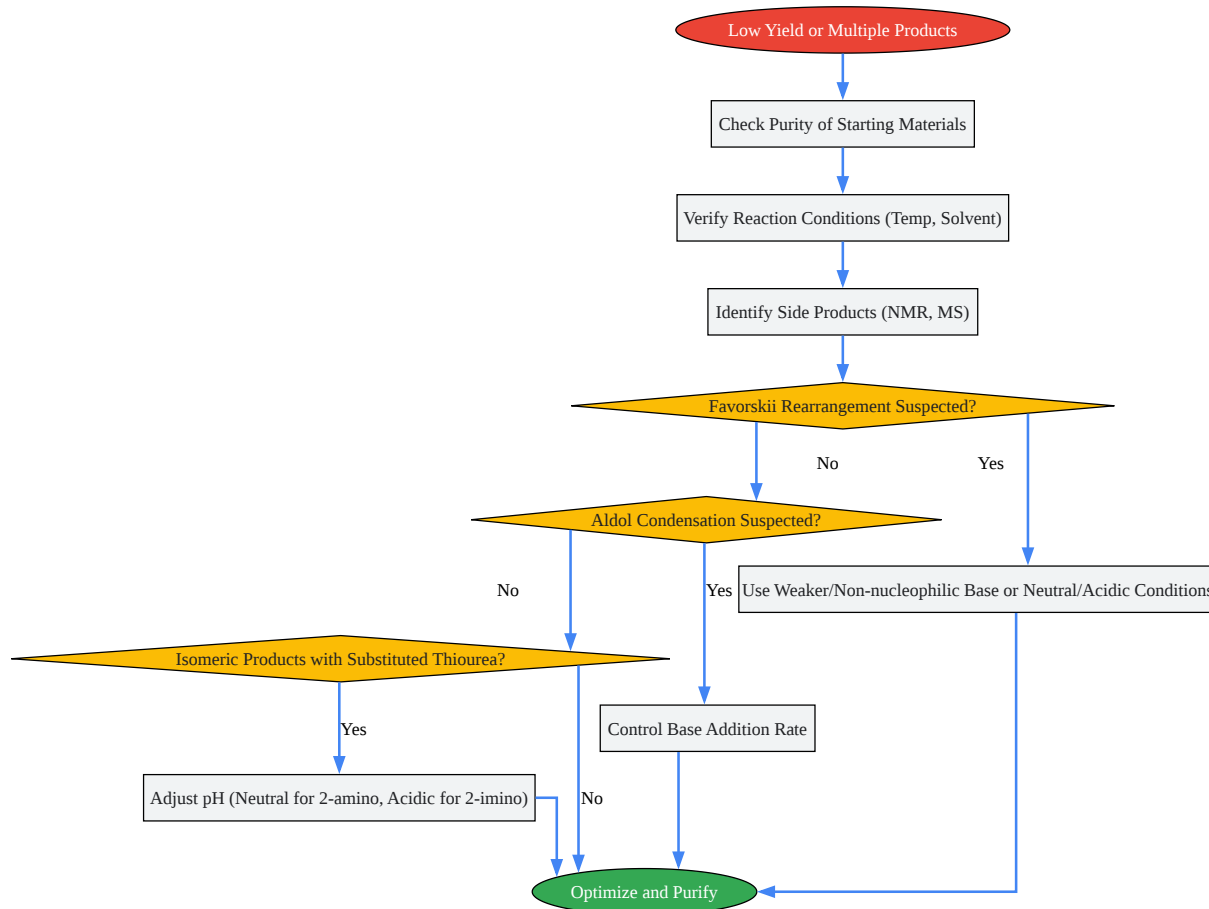 Low Yield or Multiple Products
Check Purity of Starting Materials
Verify Reaction Conditions (Temp, Solvent)
Identify Side Products (NMR, MS)
Favorskii Rearrangement Suspected?
No
Yes
Aldol Condensation Suspected?
No
Yes
Use Weaker/Non-nucleophilic Base or Neutral/Acidic Conditions
Isomeric Products with Substituted Thiourea?
Yes
Control Base Addition Rate
Adjust pH (Neutral for 2-amino, Acidic for 2-imino)
No
Optimize and Purify